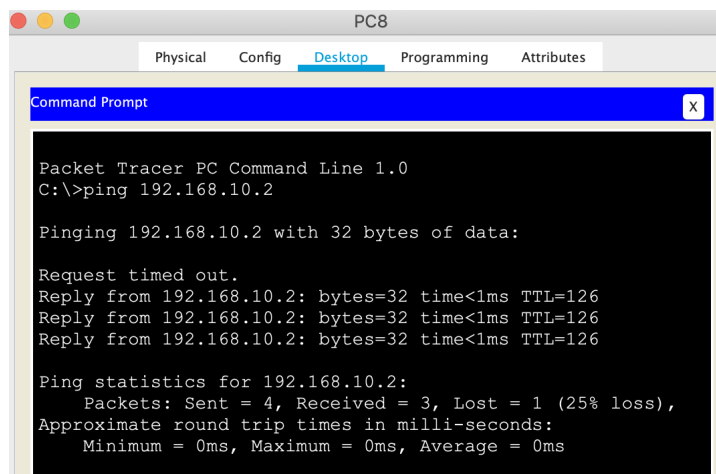 PC8
Physical Config Desktop Programming Attributes
Command Prompt
X
Packet Tracer PC Command Line 1.0
C:\>ping 192.168.10.2
Pinging 192.168.10.2 with 32 bytes of data:
Request timed out.
Reply from 192.168.10.2: bytes=32 time<1ms TTL=126
Reply from 192.168.10.2: bytes=32 time<1ms TTL=126
Reply from 192.168.10.2: bytes=32 time<1ms TTL=126
Ping statistics for 192.168.10.2:
    Packets: Sent = 4, Received = 3, Lost = 1 (25% loss),
Approximate round trip times in milli-seconds:
    Minimum = 0ms, Maximum = 0ms, Average = 0ms